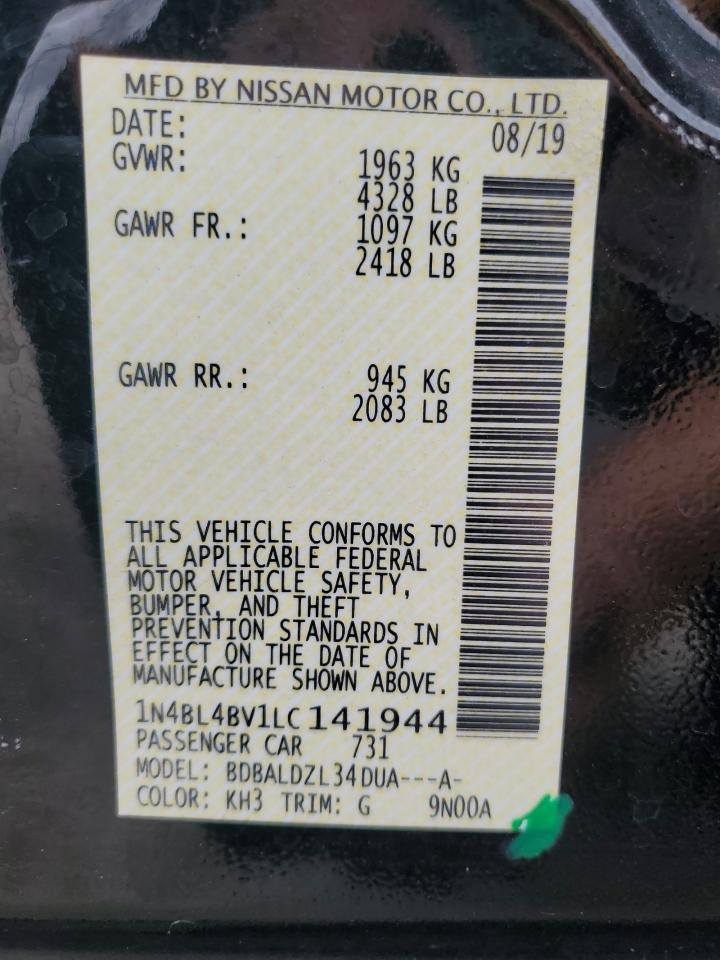 MFD BY NISSAN MOTOR CO., LTD.
DATE: 08/19
GVWR: 1963 KG
4328 LB
GAWR FR.: 1097 KG
2418 LB
GAWR RR.: 945 KG
2083 LB
THIS VEHICLE CONFORMS TO
ALL APPLICABLE FEDERAL
MOTOR VEHICLE SAFETY,
BUMPER, AND THEFT
PREVENTION STANDARDS IN
EFFECT ON THE DATE OF
MANUFACTURE SHOWN ABOVE.
1N4BL4BV1LC141944
PASSENGER CAR 731
MODEL: BDBALDZL34DUA---A-
COLOR: KH3 TRIM: G 9N00A